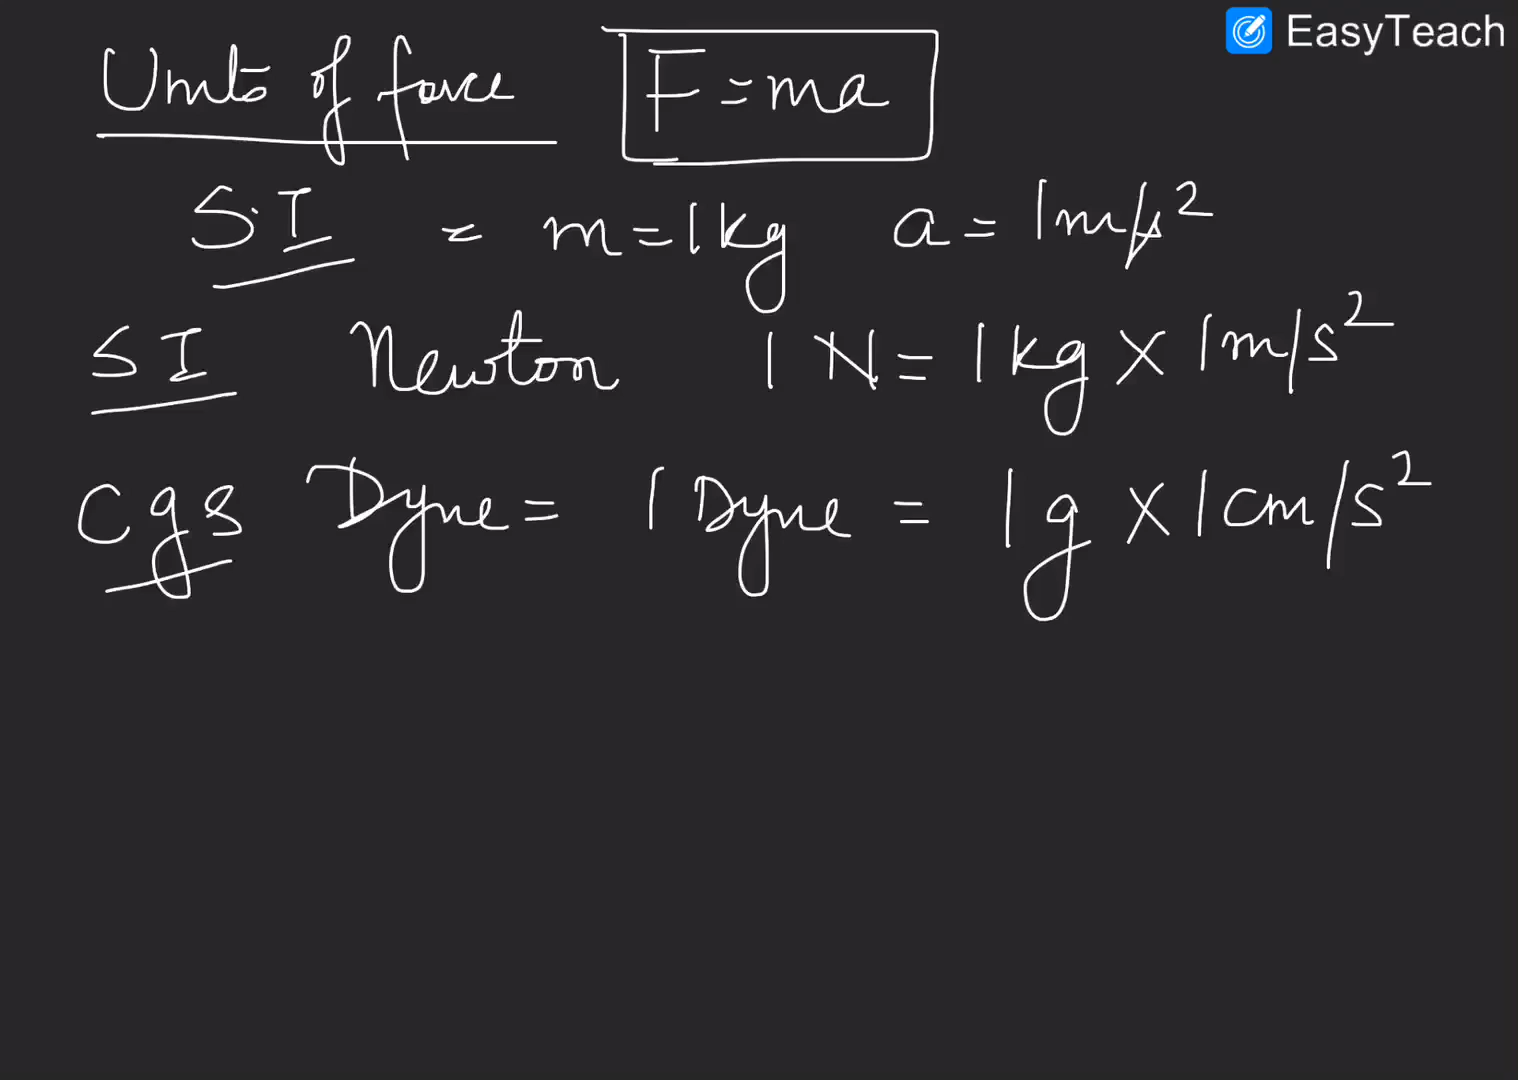 EasyTeach
Units of force F = ma
SI = m = 1kg a = 1m/s²
SI Newton 1 N = 1kg X 1m/s²
cgs Dyne = 1 Dyne = 1g X 1cm/s²